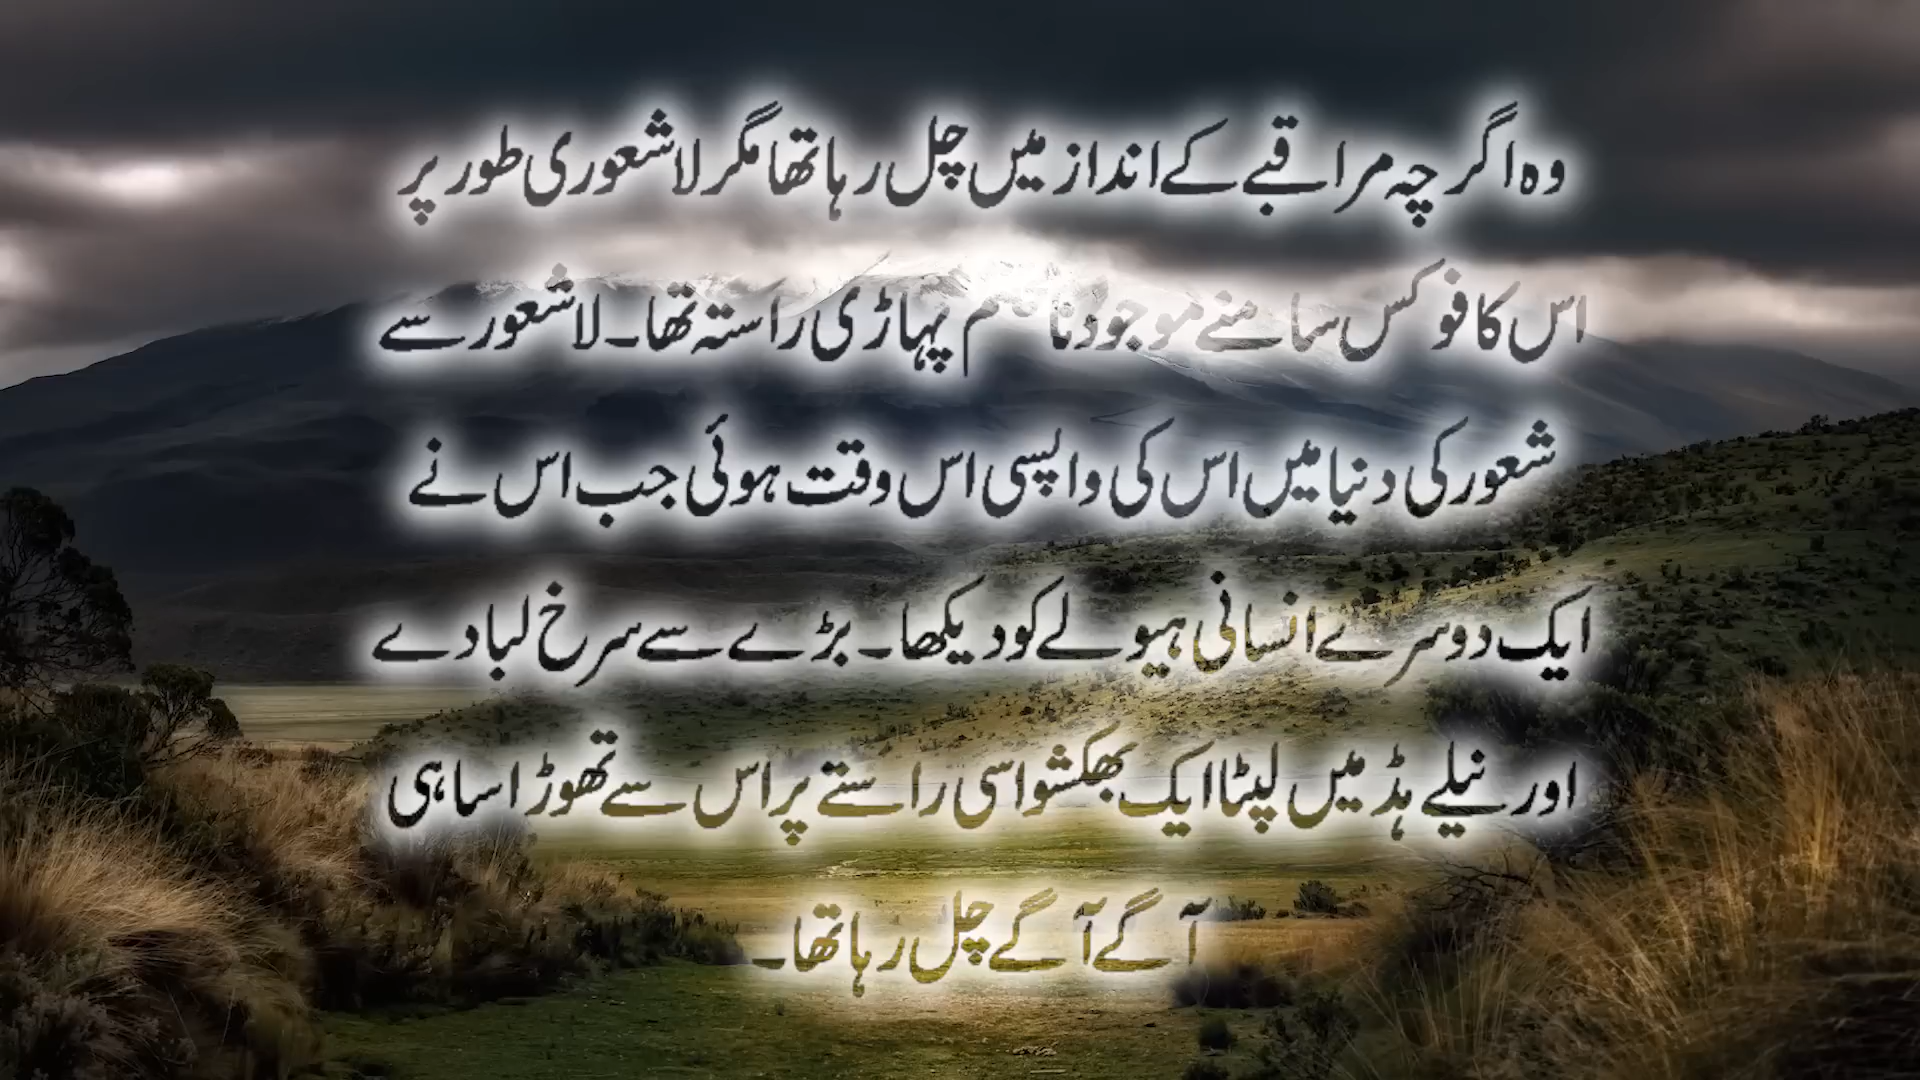 وہ اگرچہ مراقبے کے انداز میں چل رہا تھا مگر لاشعوری طور پر
اس کا فوکس سامنے موجود پہاڑی راستہ تھا۔ لاشعور سے
شعور کی دنیا میں اس کی واپسی اس وقت ہوئی جب اس نے
ایک دوسرے انسانی ہیولے کو دیکھا۔ بڑے سے سرخ لبادے
اور نیلے ہڈ میں لپٹا ایک بھکشو اسی راستے پر اس سے تھوڑا سا ہی
آگے آگے چل رہا تھا۔